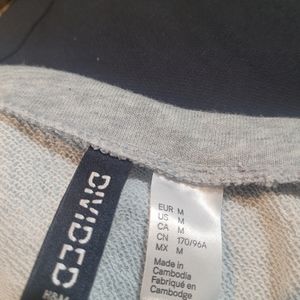 DIVIDED
EUR M
US M
CA M
CN 170/96A
MX M
Made in
Cambodia
Fabriqué en
Cambodge